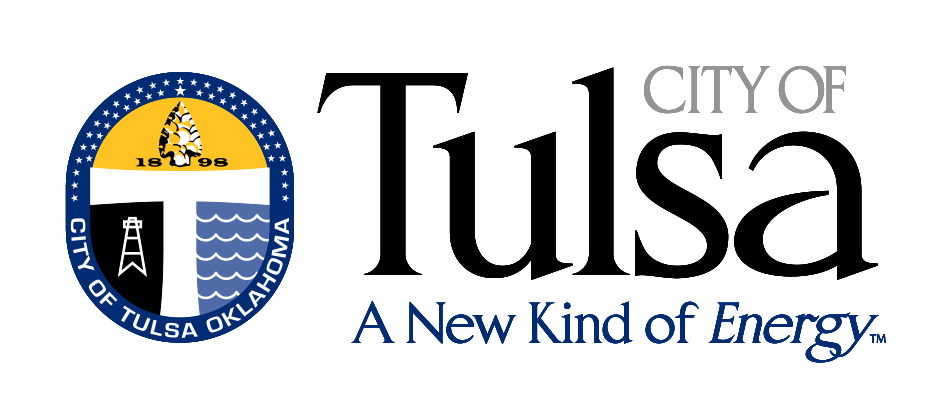 18 98
CITY OF TULSA OKLAHOMA
CITY OF
Tulsa
A New Kind of Energy™